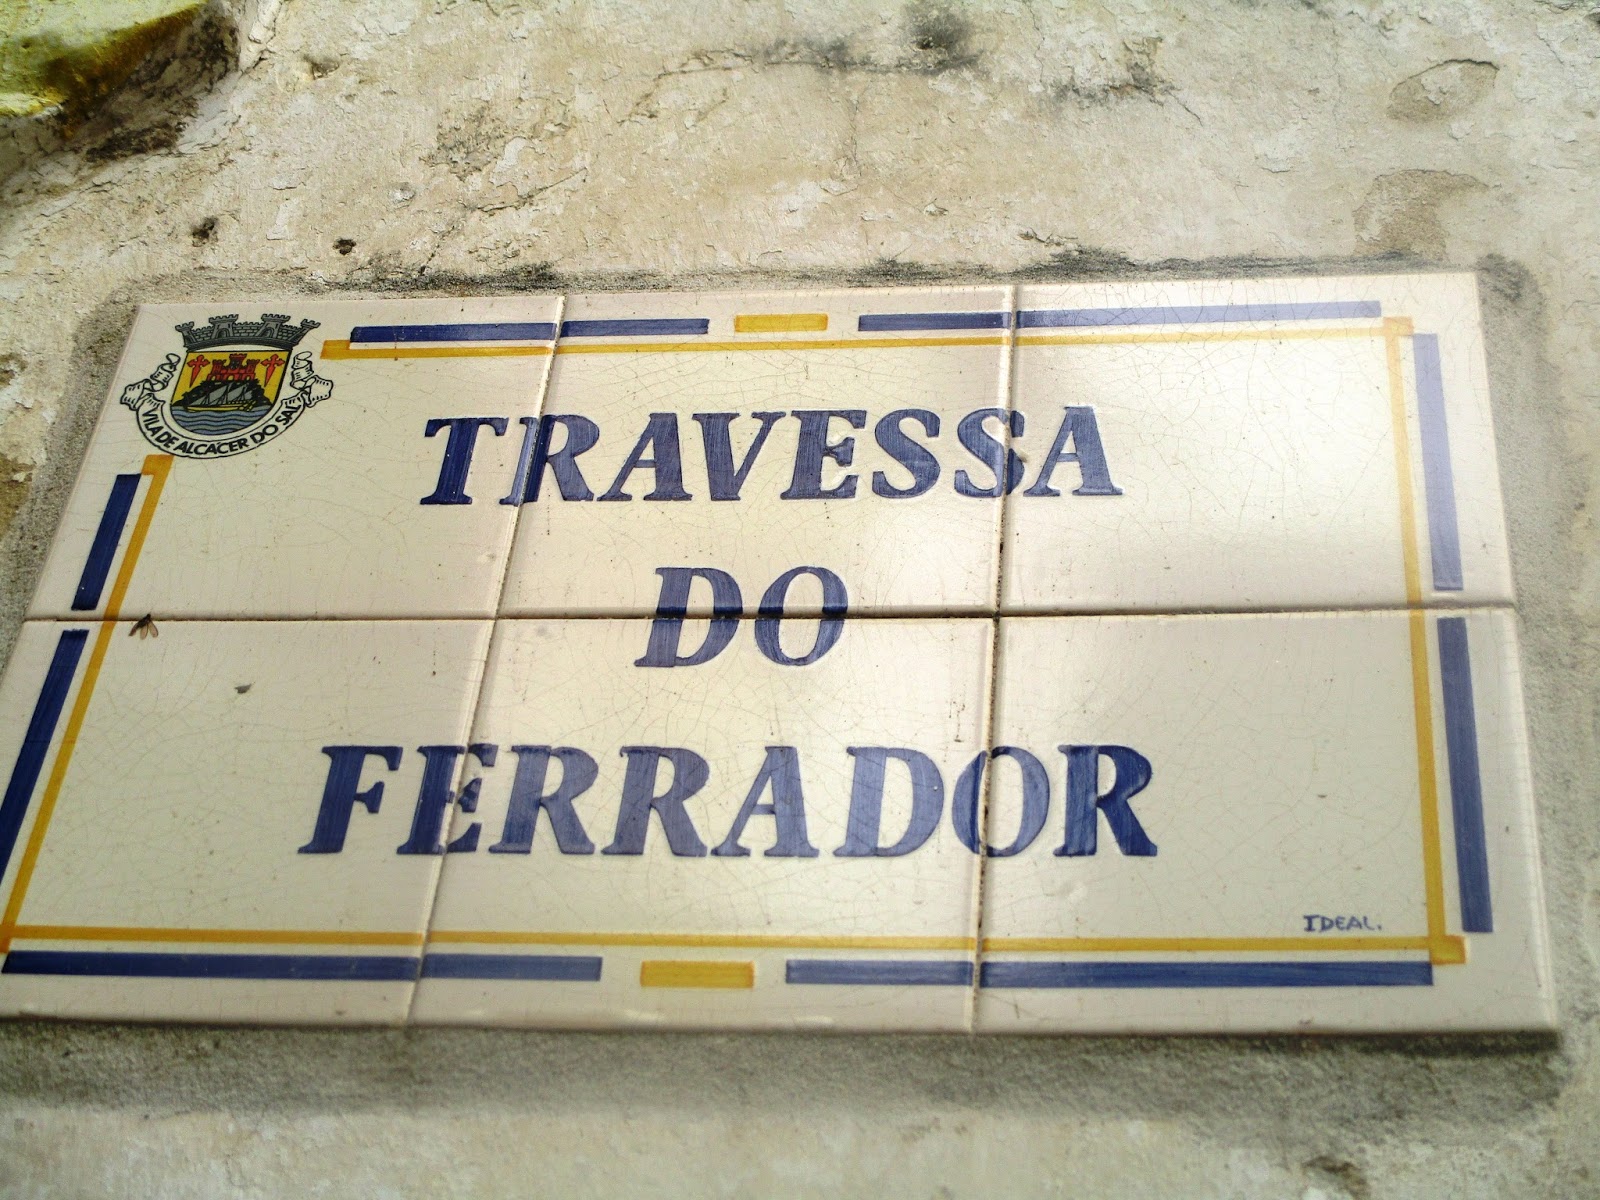 VILA DE ALCÁCER DO SAL
TRAVESSA
DO
FERRADOR
IDEAL.